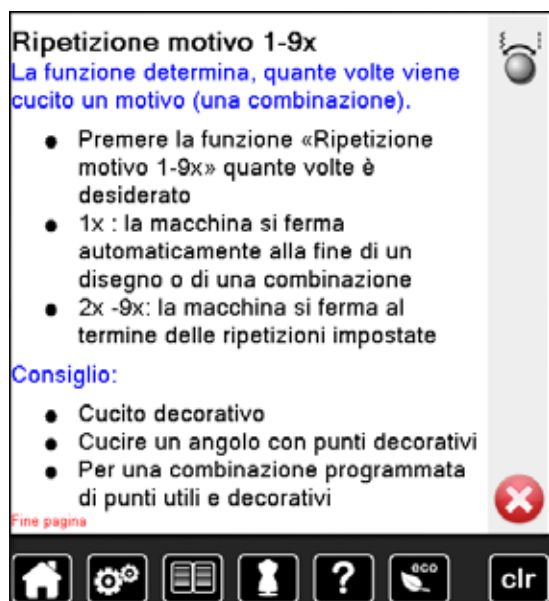 Ripetizione motivo 1-9x
La funzione determina, quante volte viene
cucito un motivo (una combinazione).
● Premere la funzione «Ripetizione
motivo 1-9x» quante volte è
desiderato
● 1x : la macchina si ferma
automaticamente alla fine di un
disegno o di una combinazione
● 2x -9x: la macchina si ferma al
termine delle ripetizioni impostate
Consiglio:
● Cucito decorativo
● Cucire un angolo con punti decorativi
● Per una combinazione programmata
di punti utili e decorativi
Fine pagina
? eco clr